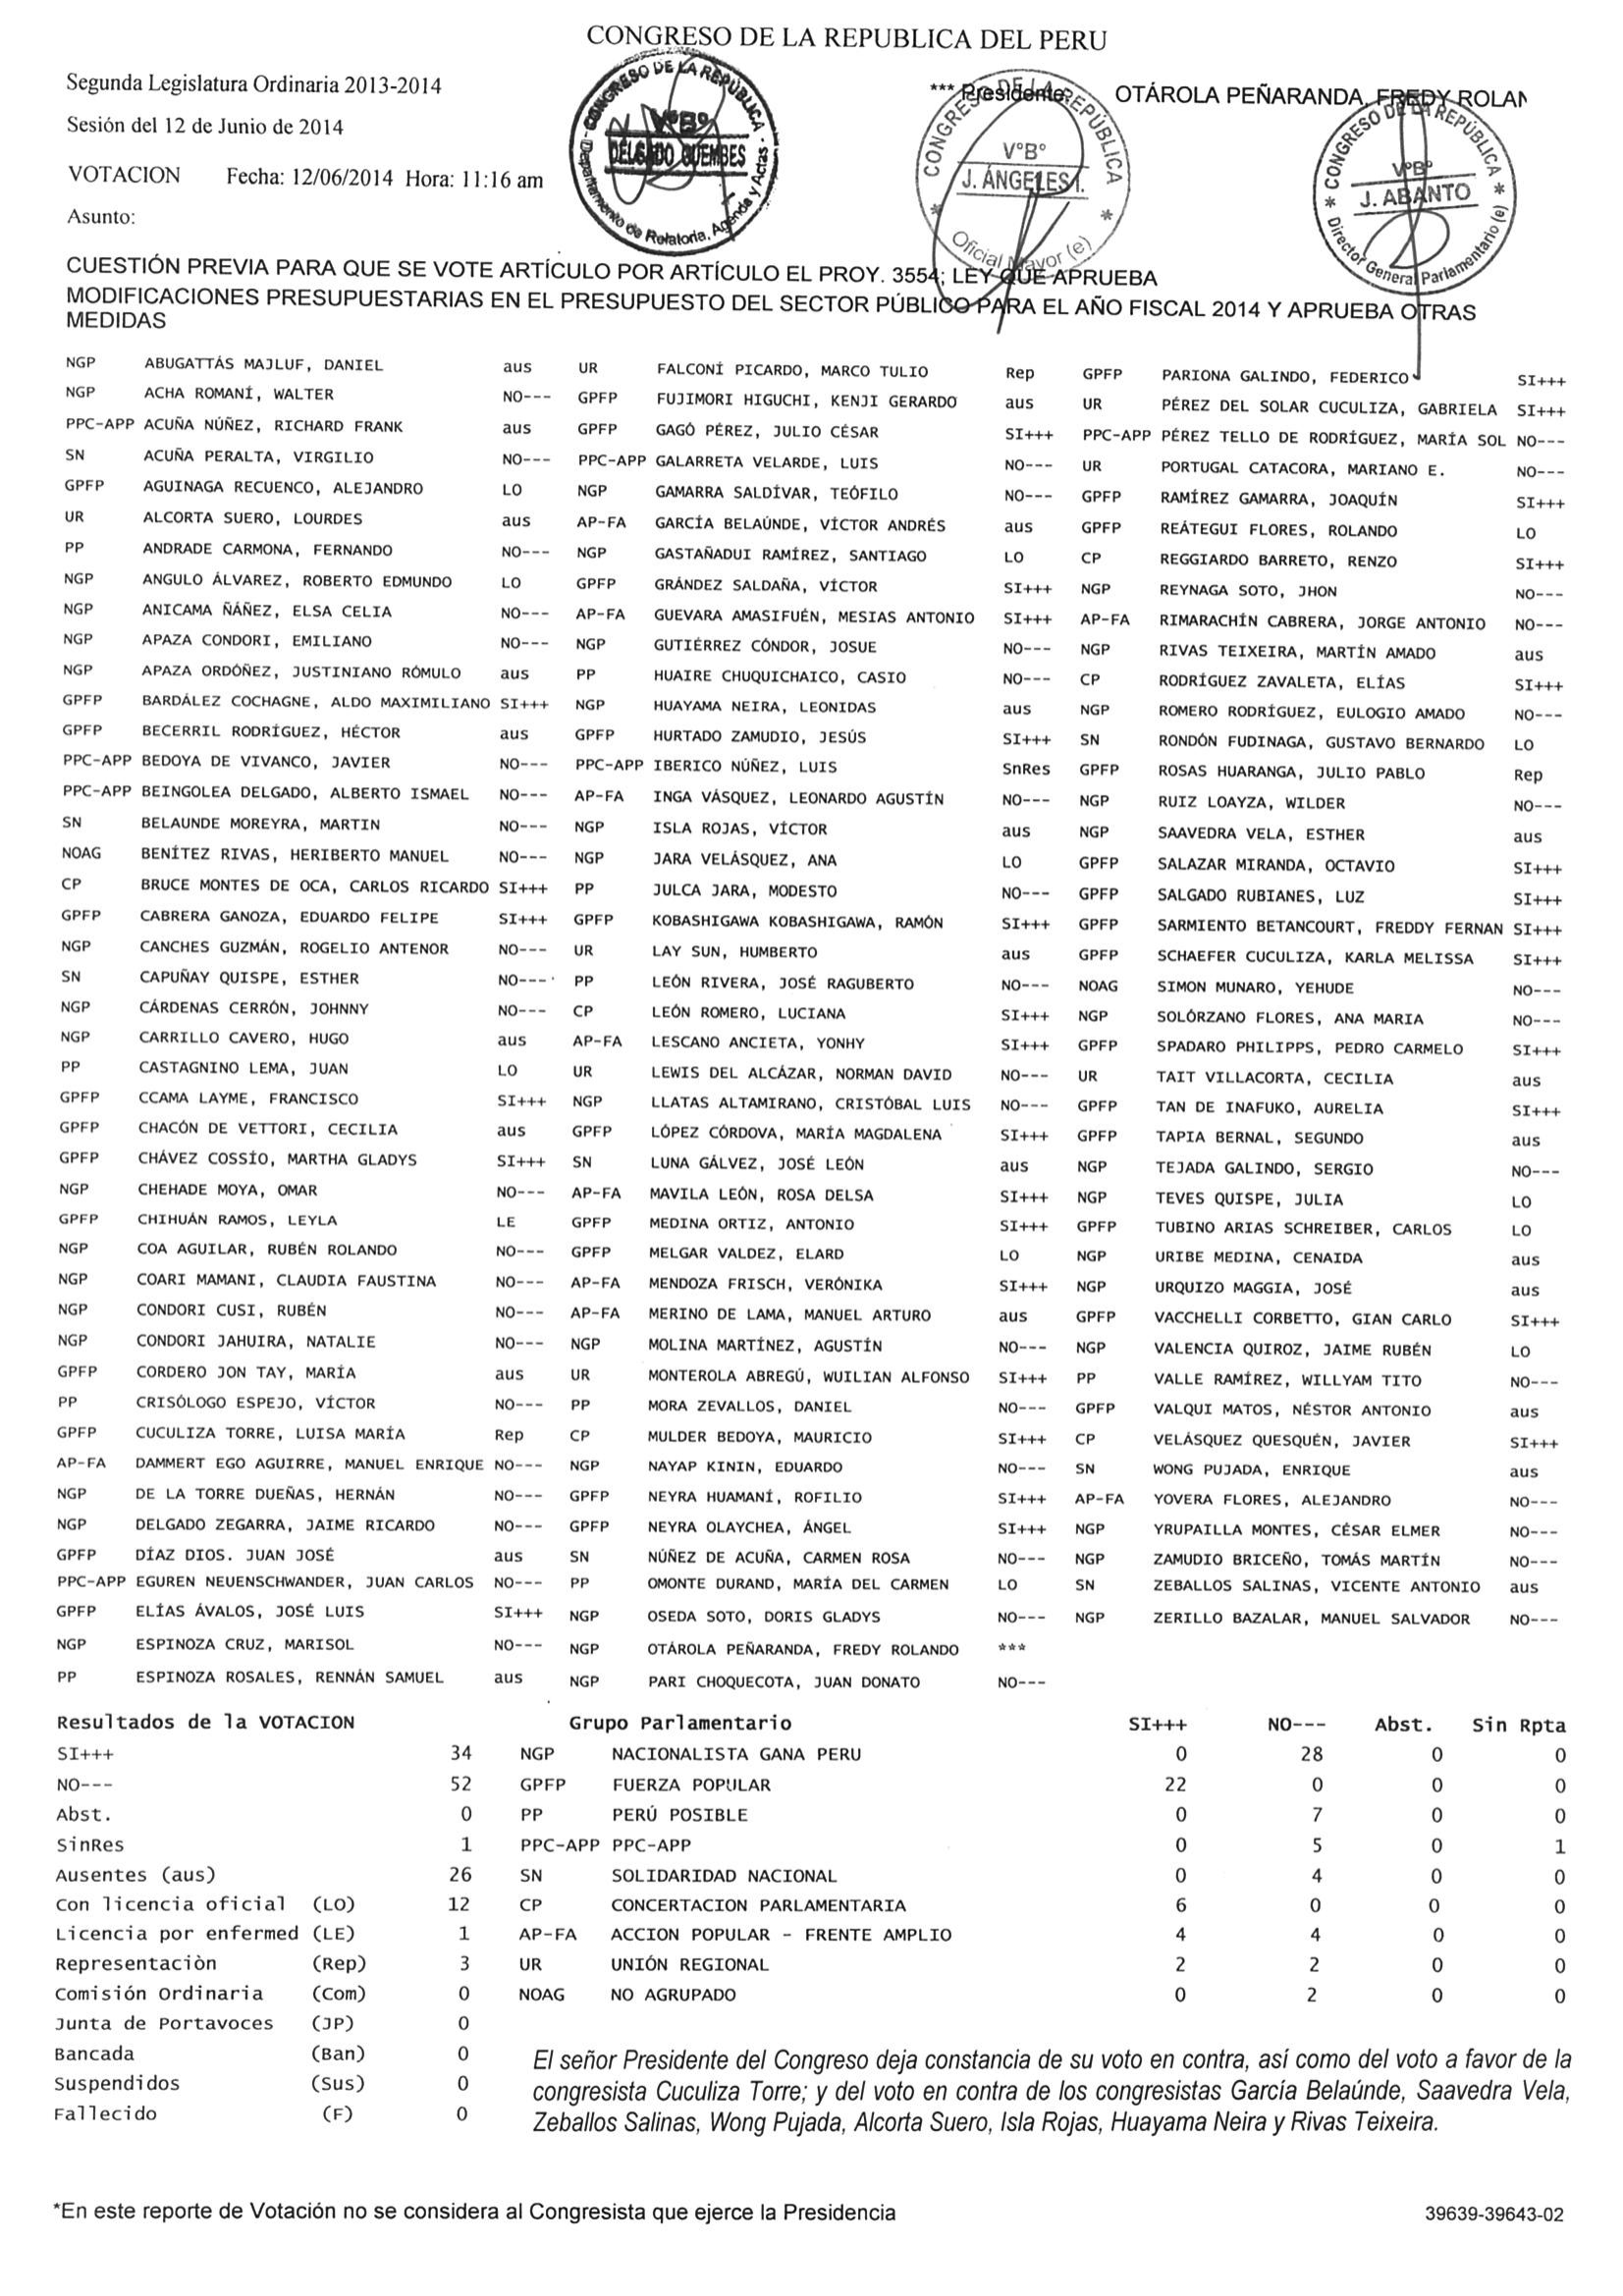 CONGRESO DE LA REPUBLICA DEL PERU
Segunda Legislatura Ordinaria 2013-2014
*** Presidente OTÁROLA PEÑARANDA, FREDY ROLAN
Sesión del 12 de Junio de 2014
VOTACION Fecha: 12/06/2014 Hora: 11:16 am
Asunto:
CONGRESO DE LA REPÚBLICA - Departamento de Relatoria, Agenda y Actas -
VºBº
DELGADO GUEMBES
CONGRESO DE LA REPÚBLICA * Oficial Mayor (e) *
VºBº
J. ÁNGELES I.
CONGRESO DE LA REPÚBLICA * Director General Parlamentario (e) *
VºBº
J. ABANTO
CUESTIÓN PREVIA PARA QUE SE VOTE ARTÍCULO POR ARTÍCULO EL PROY. 3554; LEY QUE APRUEBA
MODIFICACIONES PRESUPUESTARIAS EN EL PRESUPUESTO DEL SECTOR PÚBLICO PARA EL AÑO FISCAL 2014 Y APRUEBA OTRAS
MEDIDAS
NGP ABUGATTÁS MAJLUF, DANIEL aus UR FALCONÍ PICARDO, MARCO TULIO Rep GPFP PARIONA GALINDO, FEDERICO SI+++
NGP ACHA ROMANÍ, WALTER NO--- GPFP FUJIMORI HIGUCHI, KENJI GERARDO aus UR PÉREZ DEL SOLAR CUCULIZA, GABRIELA SI+++
PPC-APP ACUÑA NÚÑEZ, RICHARD FRANK aus GPFP GAGÓ PÉREZ, JULIO CÉSAR SI+++ PPC-APP PÉREZ TELLO DE RODRÍGUEZ, MARÍA SOL NO---
SN ACUÑA PERALTA, VIRGILIO NO--- PPC-APP GALARRETA VELARDE, LUIS NO--- UR PORTUGAL CATACORA, MARIANO E. NO---
GPFP AGUINAGA RECUENCO, ALEJANDRO LO NGP GAMARRA SALDÍVAR, TEÓFILO NO--- GPFP RAMÍREZ GAMARRA, JOAQUÍN SI+++
UR ALCORTA SUERO, LOURDES aus AP-FA GARCÍA BELAÚNDE, VÍCTOR ANDRÉS aus GPFP REÁTEGUI FLORES, ROLANDO LO
PP ANDRADE CARMONA, FERNANDO NO--- NGP GASTAÑADUI RAMÍREZ, SANTIAGO LO CP REGGIARDO BARRETO, RENZO SI+++
NGP ANGULO ÁLVAREZ, ROBERTO EDMUNDO LO GPFP GRÁNDEZ SALDAÑA, VÍCTOR SI+++ NGP REYNAGA SOTO, JHON NO---
NGP ANICAMA ÑÁÑEZ, ELSA CELIA NO--- AP-FA GUEVARA AMASIFUÉN, MESIAS ANTONIO SI+++ AP-FA RIMARACHÍN CABRERA, JORGE ANTONIO NO---
NGP APAZA CONDORI, EMILIANO NO--- NGP GUTIÉRREZ CÓNDOR, JOSUE NO--- NGP RIVAS TEIXEIRA, MARTÍN AMADO aus
NGP APAZA ORDÓÑEZ, JUSTINIANO RÓMULO aus PP HUAIRE CHUQUICHAICO, CASIO NO--- CP RODRÍGUEZ ZAVALETA, ELÍAS SI+++
GPFP BARDÁLEZ COCHAGNE, ALDO MAXIMILIANO SI+++ NGP HUAYAMA NEIRA, LEONIDAS aus NGP ROMERO RODRÍGUEZ, EULOGIO AMADO NO---
GPFP BECERRIL RODRÍGUEZ, HÉCTOR aus GPFP HURTADO ZAMUDIO, JESÚS SI+++ SN RONDÓN FUDINAGA, GUSTAVO BERNARDO LO
PPC-APP BEDOYA DE VIVANCO, JAVIER NO--- PPC-APP IBERICO NÚÑEZ, LUIS SnRes GPFP ROSAS HUARANGA, JULIO PABLO Rep
PPC-APP BEINGOLEA DELGADO, ALBERTO ISMAEL NO--- AP-FA INGA VÁSQUEZ, LEONARDO AGUSTÍN NO--- NGP RUIZ LOAYZA, WILDER NO---
SN BELAUNDE MOREYRA, MARTIN NO--- NGP ISLA ROJAS, VÍCTOR aus NGP SAAVEDRA VELA, ESTHER aus
NOAG BENÍTEZ RIVAS, HERIBERTO MANUEL NO--- NGP JARA VELÁSQUEZ, ANA LO GPFP SALAZAR MIRANDA, OCTAVIO SI+++
CP BRUCE MONTES DE OCA, CARLOS RICARDO SI+++ PP JULCA JARA, MODESTO NO--- GPFP SALGADO RUBIANES, LUZ SI+++
GPFP CABRERA GANOZA, EDUARDO FELIPE SI+++ GPFP KOBASHIGAWA KOBASHIGAWA, RAMÓN SI+++ GPFP SARMIENTO BETANCOURT, FREDDY FERNAN SI+++
NGP CANCHES GUZMÁN, ROGELIO ANTENOR NO--- UR LAY SUN, HUMBERTO aus GPFP SCHAEFER CUCULIZA, KARLA MELISSA SI+++
SN CAPUÑAY QUISPE, ESTHER NO--- PP LEÓN RIVERA, JOSÉ RAGUBERTO NO--- NOAG SIMON MUNARO, YEHUDE NO---
NGP CÁRDENAS CERRÓN, JOHNNY NO--- CP LEÓN ROMERO, LUCIANA SI+++ NGP SOLÓRZANO FLORES, ANA MARIA NO---
NGP CARRILLO CAVERO, HUGO aus AP-FA LESCANO ANCIETA, YONHY SI+++ GPFP SPADARO PHILIPPS, PEDRO CARMELO SI+++
PP CASTAGNINO LEMA, JUAN LO UR LEWIS DEL ALCÁZAR, NORMAN DAVID NO--- UR TAIT VILLACORTA, CECILIA aus
GPFP CCAMA LAYME, FRANCISCO SI+++ NGP LLATAS ALTAMIRANO, CRISTÓBAL LUIS NO--- GPFP TAN DE INAFUKO, AURELIA SI+++
GPFP CHACÓN DE VETTORI, CECILIA aus GPFP LÓPEZ CÓRDOVA, MARÍA MAGDALENA SI+++ GPFP TAPIA BERNAL, SEGUNDO aus
GPFP CHÁVEZ COSSÍO, MARTHA GLADYS SI+++ SN LUNA GÁLVEZ, JOSÉ LEÓN aus NGP TEJADA GALINDO, SERGIO NO---
NGP CHEHADE MOYA, OMAR NO--- AP-FA MAVILA LEÓN, ROSA DELSA SI+++ NGP TEVES QUISPE, JULIA LO
GPFP CHIHUÁN RAMOS, LEYLA LE GPFP MEDINA ORTIZ, ANTONIO SI+++ GPFP TUBINO ARIAS SCHREIBER, CARLOS LO
NGP COA AGUILAR, RUBÉN ROLANDO NO--- GPFP MELGAR VALDEZ, ELARD LO NGP URIBE MEDINA, CENAIDA aus
NGP COARI MAMANI, CLAUDIA FAUSTINA NO--- AP-FA MENDOZA FRISCH, VERÓNIKA SI+++ NGP URQUIZO MAGGIA, JOSÉ aus
NGP CONDORI CUSI, RUBÉN NO--- AP-FA MERINO DE LAMA, MANUEL ARTURO aus GPFP VACCHELLI CORBETTO, GIAN CARLO SI+++
NGP CONDORI JAHUIRA, NATALIE NO--- NGP MOLINA MARTÍNEZ, AGUSTÍN NO--- NGP VALENCIA QUIROZ, JAIME RUBÉN LO
GPFP CORDERO JON TAY, MARÍA aus UR MONTEROLA ABREGÚ, WUILIAN ALFONSO SI+++ PP VALLE RAMÍREZ, WILLYAM TITO NO---
PP CRISÓLOGO ESPEJO, VÍCTOR NO--- PP MORA ZEVALLOS, DANIEL NO--- GPFP VALQUI MATOS, NÉSTOR ANTONIO aus
GPFP CUCULIZA TORRE, LUISA MARÍA Rep CP MULDER BEDOYA, MAURICIO SI+++ CP VELÁSQUEZ QUESQUÉN, JAVIER SI+++
AP-FA DAMMERT EGO AGUIRRE, MANUEL ENRIQUE NO--- NGP NAYAP KININ, EDUARDO NO--- SN WONG PUJADA, ENRIQUE aus
NGP DE LA TORRE DUEÑAS, HERNÁN NO--- GPFP NEYRA HUAMANÍ, ROFILIO SI+++ AP-FA YOVERA FLORES, ALEJANDRO NO---
NGP DELGADO ZEGARRA, JAIME RICARDO NO--- GPFP NEYRA OLAYCHEA, ÁNGEL SI+++ NGP YRUPAILLA MONTES, CÉSAR ELMER NO---
GPFP DÍAZ DIOS. JUAN JOSÉ aus SN NÚÑEZ DE ACUÑA, CARMEN ROSA NO--- NGP ZAMUDIO BRICEÑO, TOMÁS MARTÍN NO---
PPC-APP EGUREN NEUENSCHWANDER, JUAN CARLOS NO--- PP OMONTE DURAND, MARÍA DEL CARMEN LO SN ZEBALLOS SALINAS, VICENTE ANTONIO aus
GPFP ELÍAS ÁVALOS, JOSÉ LUIS SI+++ NGP OSEDA SOTO, DORIS GLADYS NO--- NGP ZERILLO BAZALAR, MANUEL SALVADOR NO---
NGP ESPINOZA CRUZ, MARISOL NO--- NGP OTÁROLA PEÑARANDA, FREDY ROLANDO ***
PP ESPINOZA ROSALES, RENNÁN SAMUEL aus NGP PARI CHOQUECOTA, JUAN DONATO NO---
Resultados de la VOTACION Grupo Parlamentario SI+++ NO--- Abst. Sin Rpta
SI+++ 34 NGP NACIONALISTA GANA PERU 0 28 0 0
NO--- 52 GPFP FUERZA POPULAR 22 0 0 0
Abst. 0 PP PERÚ POSIBLE 0 7 0 0
SinRes 1 PPC-APP PPC-APP 0 5 0 1
Ausentes (aus) 26 SN SOLIDARIDAD NACIONAL 0 4 0 0
Con licencia oficial (LO) 12 CP CONCERTACION PARLAMENTARIA 6 0 0 0
Licencia por enfermed (LE) 1 AP-FA ACCION POPULAR - FRENTE AMPLIO 4 4 0 0
Representaciòn (Rep) 3 UR UNIÓN REGIONAL 2 2 0 0
Comisión Ordinaria (Com) 0 NOAG NO AGRUPADO 0 2 0 0
Junta de Portavoces (JP) 0
Bancada (Ban) 0
Suspendidos (Sus) 0
Fallecido (F) 0
El señor Presidente del Congreso deja constancia de su voto en contra, así como del voto a favor de la
congresista Cuculiza Torre; y del voto en contra de los congresistas García Belaúnde, Saavedra Vela,
Zeballos Salinas, Wong Pujada, Alcorta Suero, Isla Rojas, Huayama Neira y Rivas Teixeira.
*En este reporte de Votación no se considera al Congresista que ejerce la Presidencia 39639-39643-02